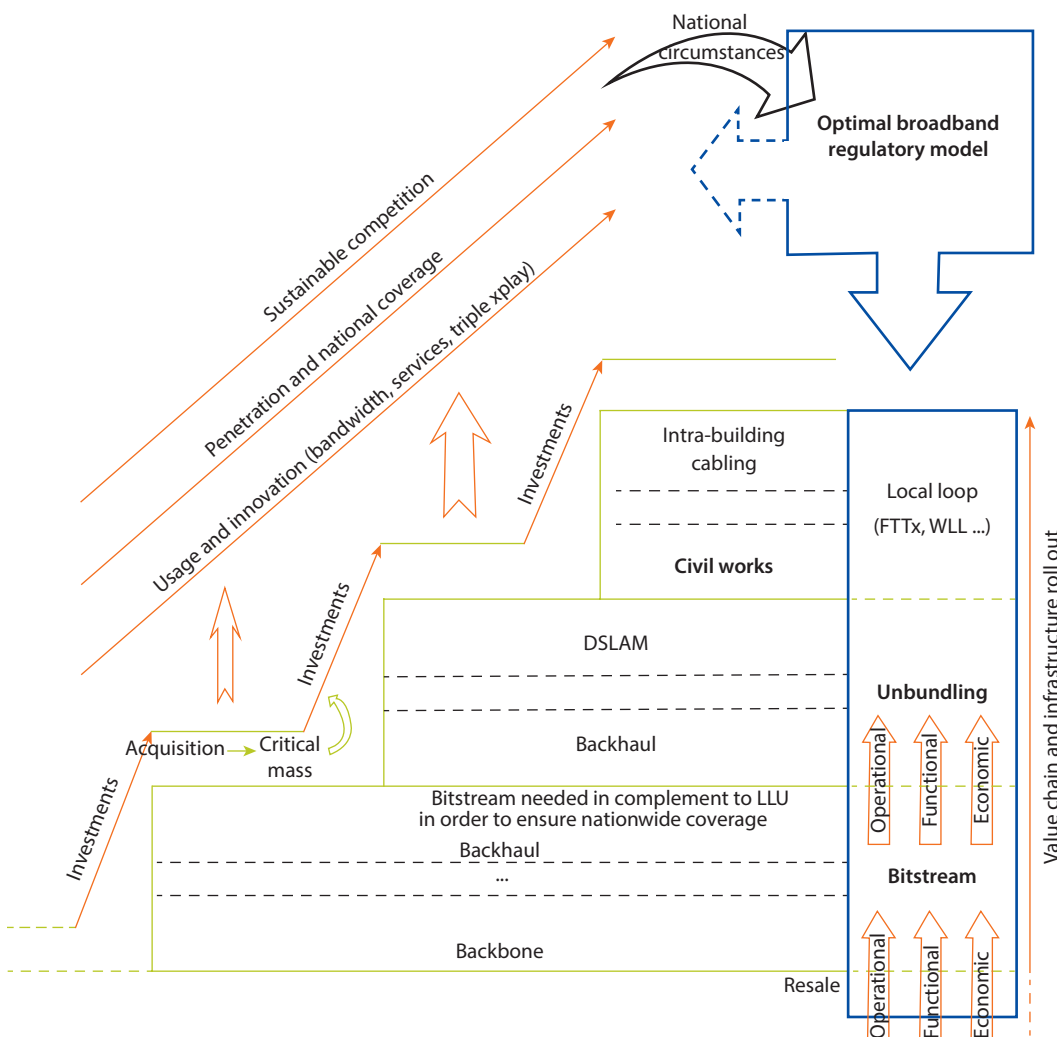 National
circumstances
Optimal broadband
regulatory model
Sustainable competition
Penetration and national coverage
Usage and innovation (bandwidth, services, triple xplay)
Investments
Investments
Investments
Acquisition
Critical
mass
Intra-building
cabling
Civil works
Local loop
(FTTx, WLL ...)
DSLAM
Backhaul
Unbundling
Operational
Functional
Economic
Bitstream needed in complement to LLU
in order to ensure nationwide coverage
Backhaul
...
Backbone
Bitstream
Operational
Functional
Economic
Resale
Value chain and infrastructure roll out